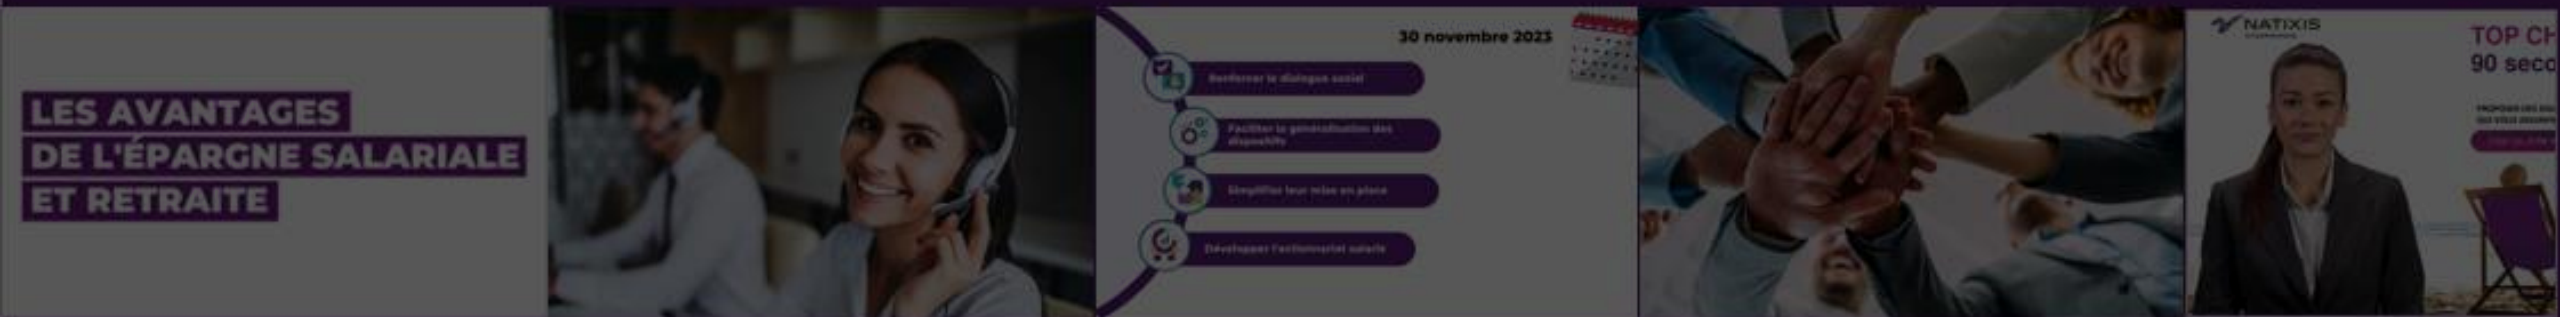 LES AVANTAGES
DE L'ÉPARGNE SALARIALE
ET RETRAITE
30 novembre 2023
Renforcer le dialogue social
Faciliter la généralisation des
dispositifs
Simplifier leur mise en place
Développer l'actionnariat salarié
NATIXIS
TOP CH
90 seco